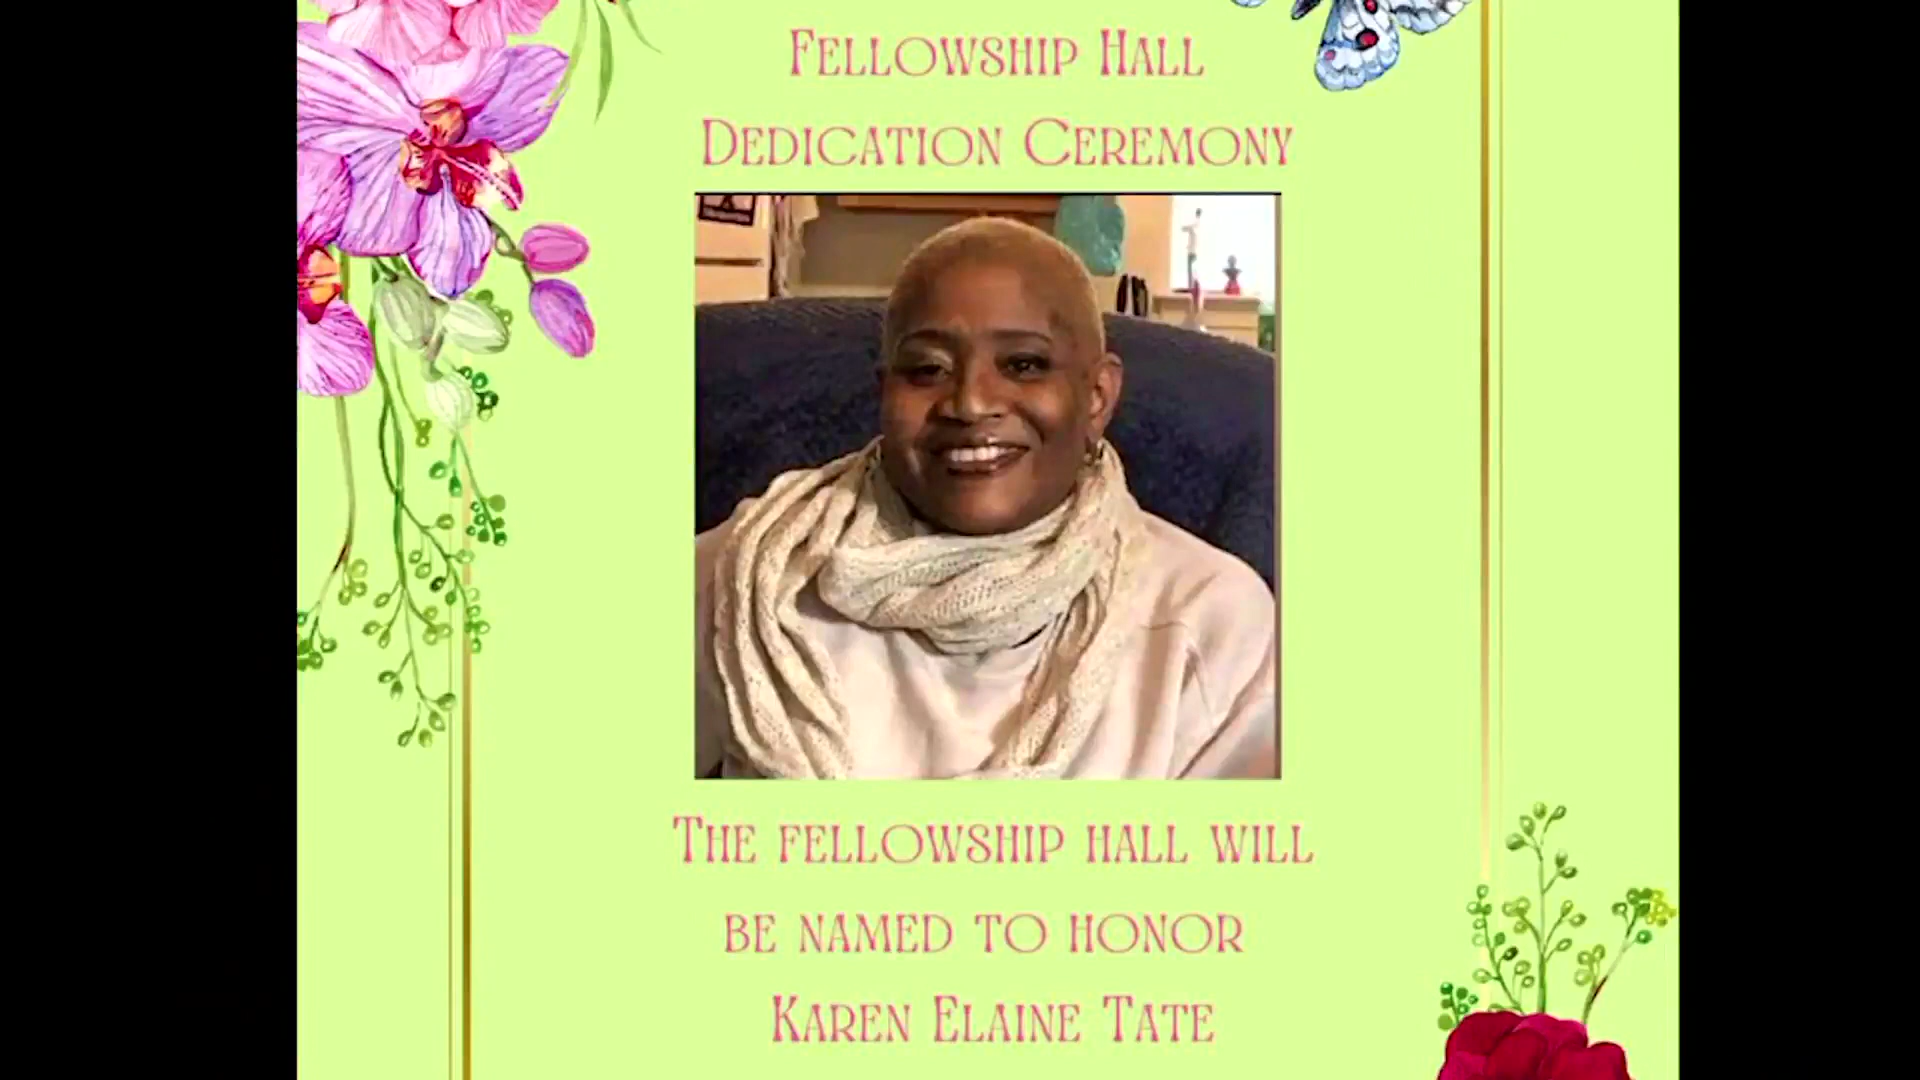 Fellowship Hall
Dedication Ceremony
The fellowship hall will
be named to honor
Karen Elaine Tate